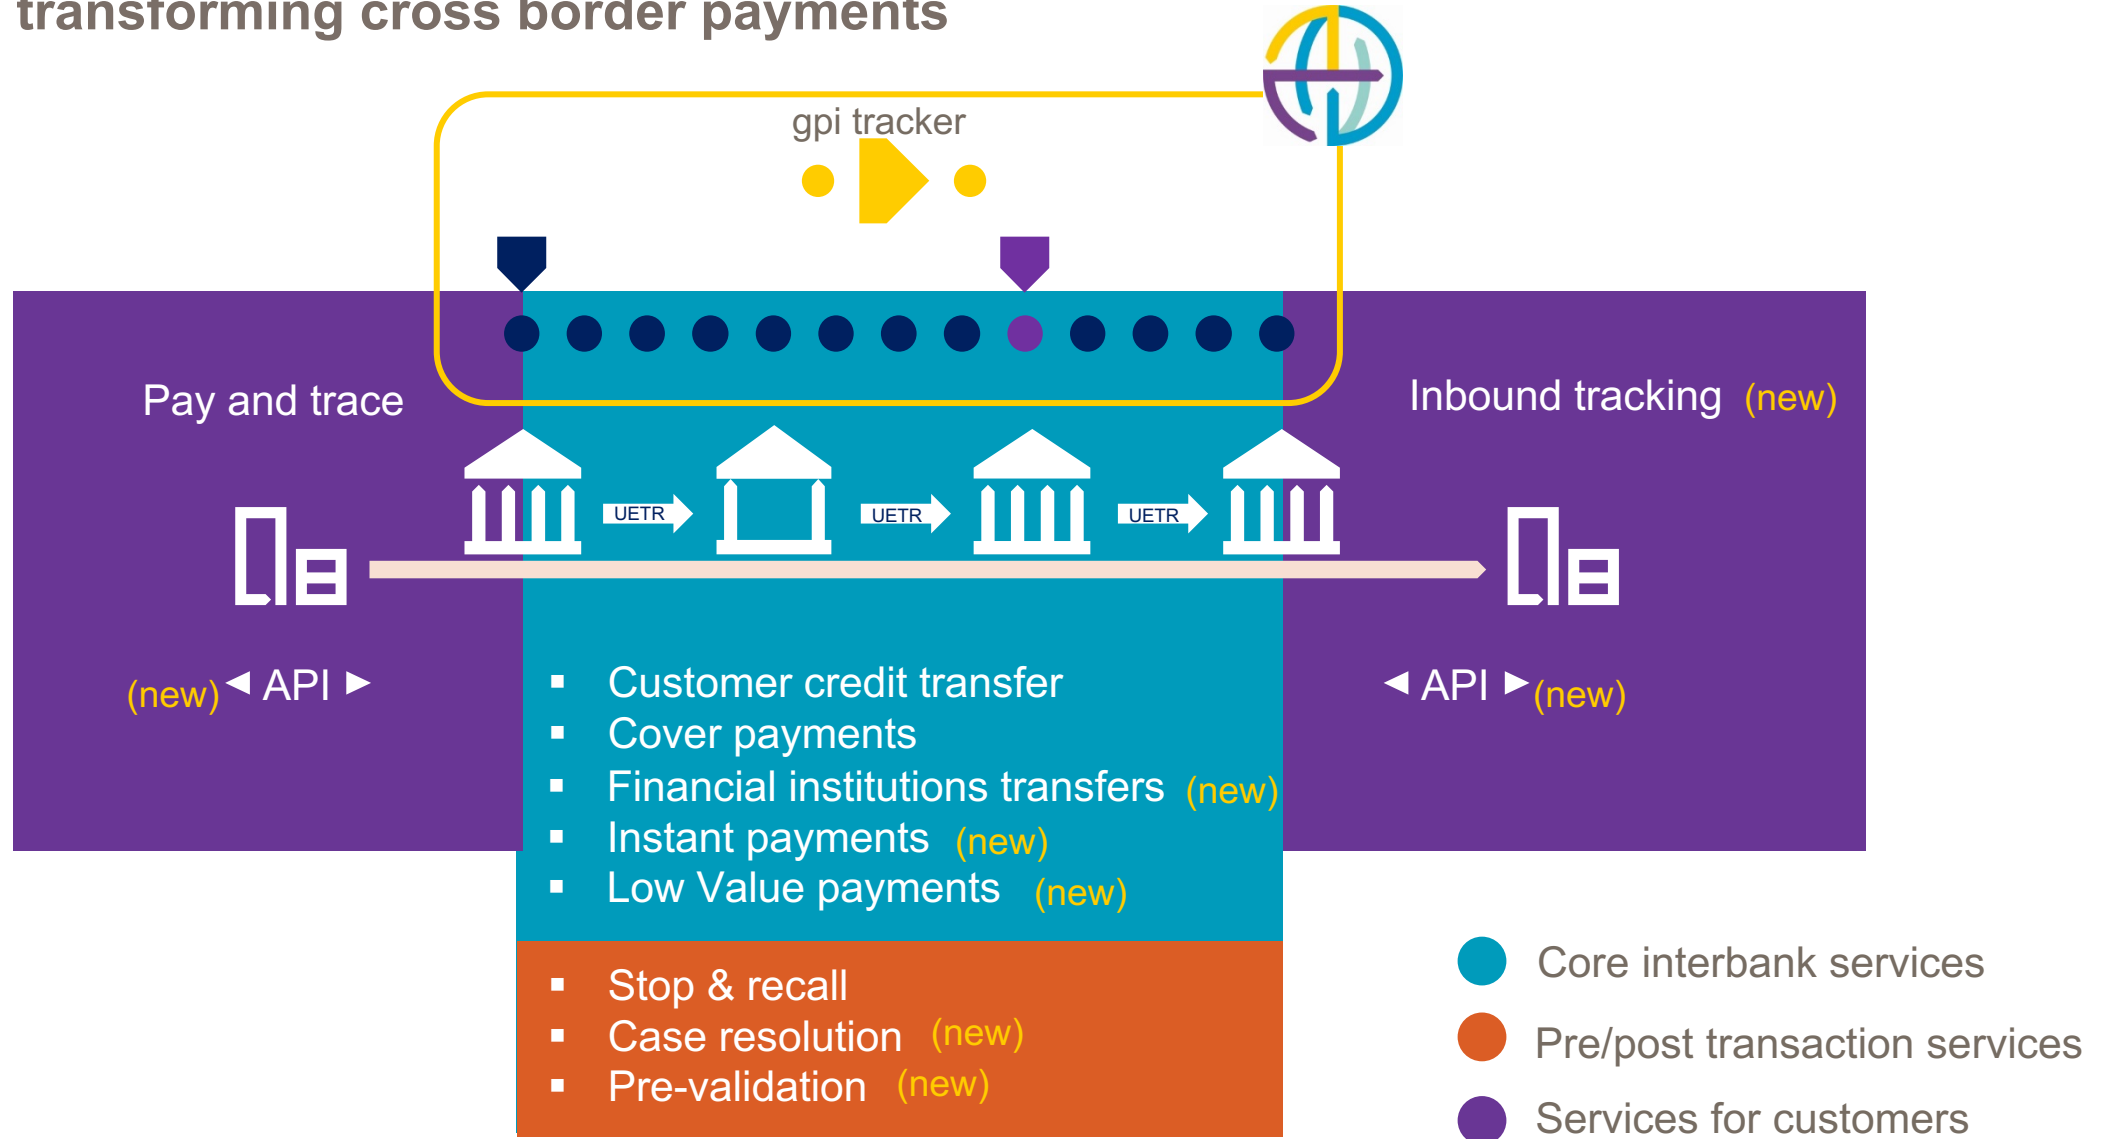 transforming cross border payments
gpi tracker
Pay and trace
Inbound tracking (new)
UETR
UETR
UETR
(new) ◄ API ►
◄ API ► (new)
▪ Customer credit transfer
▪ Cover payments
▪ Financial institutions transfers (new)
▪ Instant payments (new)
▪ Low Value payments (new)
▪ Stop & recall
▪ Case resolution (new)
▪ Pre-validation (new)
Core interbank services
Pre/post transaction services
Services for customers